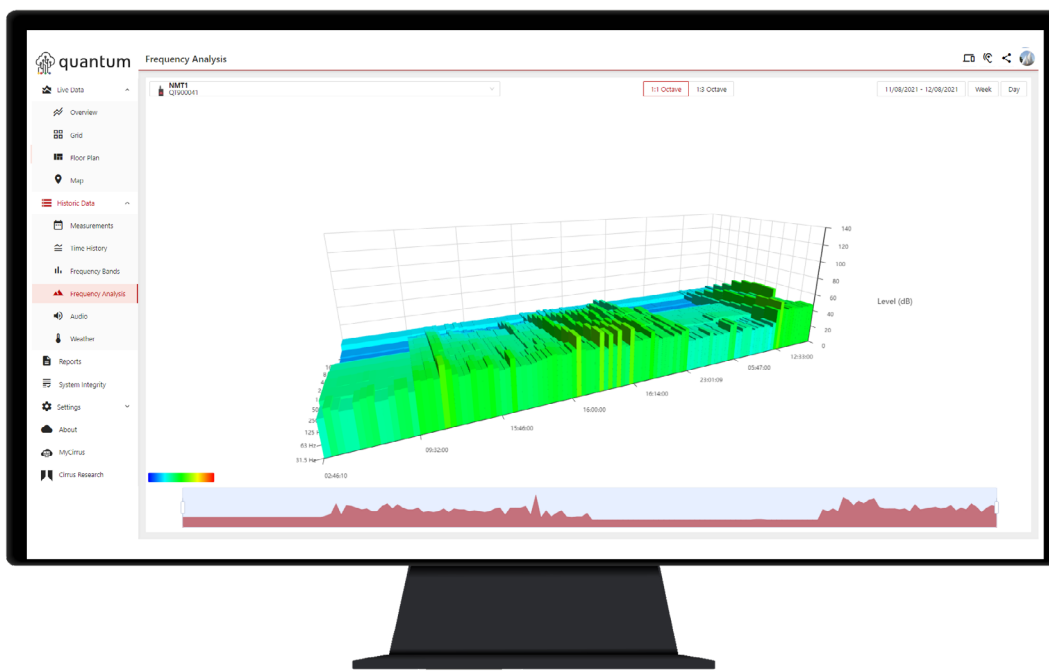 quantum
Frequency Analysis
Live Data
Overview
Grid
Floor Plan
Map
Historic Data
Measurements
Time History
Frequency Bands
Frequency Analysis
Audio
Weather
Reports
System Integrity
Settings
About
MyCirrus
Cirrus Research
NMT1
QT900041
1:1 Octave
1:3 Octave
11/08/2021 - 12/08/2021
Week
Day
140
120
100
80
60
40
20
0
Level (dB)
125
63 Hz
31.5 Hz
02:46:10
09:32:00
15:46:00
16:00:00
16:14:00
23:01:09
05:47:00
12:33:00